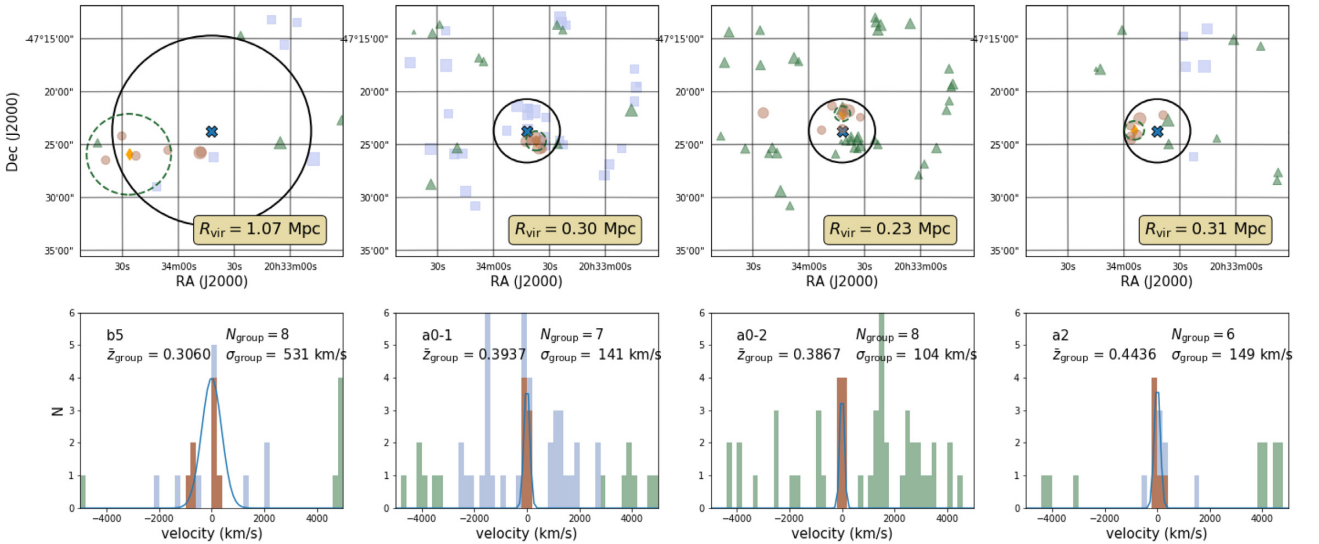 Dec (J2000)
-47°15'00"
20'00"
25'00"
30'00"
35'00"
R_vir = 1.07 Mpc
30s 34m00s 30s 20h33m00s
RA (J2000)
-47°15'00"
20'00"
25'00"
30'00"
35'00"
R_vir = 0.30 Mpc
30s 34m00s 30s 20h33m00s
RA (J2000)
-47°15'00"
20'00"
25'00"
30'00"
35'00"
R_vir = 0.23 Mpc
30s 34m00s 30s 20h33m00s
RA (J2000)
-47°15'00"
20'00"
25'00"
30'00"
35'00"
R_vir = 0.31 Mpc
30s 34m00s 30s 20h33m00s
RA (J2000)
N
6
5
4
3
2
1
0
b5 N_group = 8
z̄_group = 0.3060 σ_group = 531 km/s
−4000 −2000 0 2000 4000
velocity (km/s)
6
5
4
3
2
1
0
a0-1 N_group = 7
z̄_group = 0.3937 σ_group = 141 km/s
−4000 −2000 0 2000 4000
velocity (km/s)
6
5
4
3
2
1
0
a0-2 N_group = 8
z̄_group = 0.3867 σ_group = 104 km/s
−4000 −2000 0 2000 4000
velocity (km/s)
6
5
4
3
2
1
0
a2 N_group = 6
z̄_group = 0.4436 σ_group = 149 km/s
−4000 −2000 0 2000 4000
velocity (km/s)